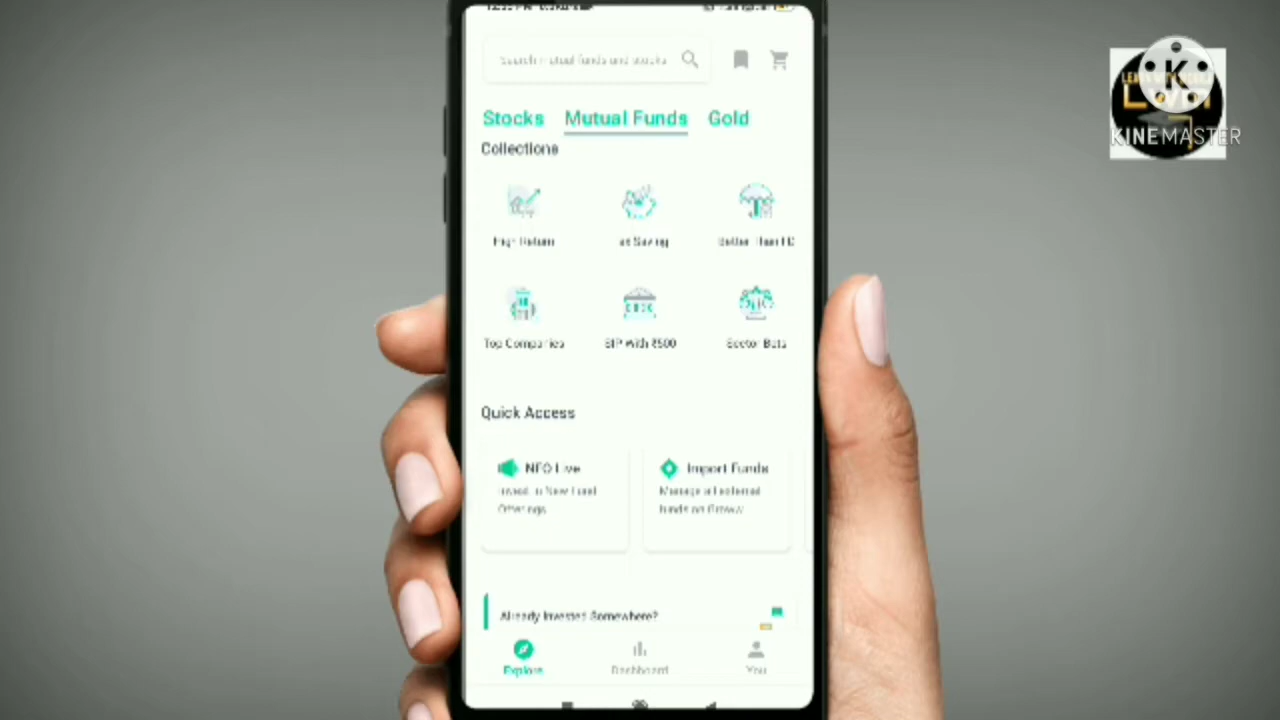 Search mutual funds and stocks
Stocks Mutual Funds Gold
Collections
High Return Tax Saving Better Than FD
Top Companies SIP With ₹500 Sector Bets
Quick Access
NFO Live
Invest in New Fund
Offerings
Import Funds
Manage all external
funds on Groww
Already Invested Somewhere?
Explore Dashboard You
K
KINEMASTER